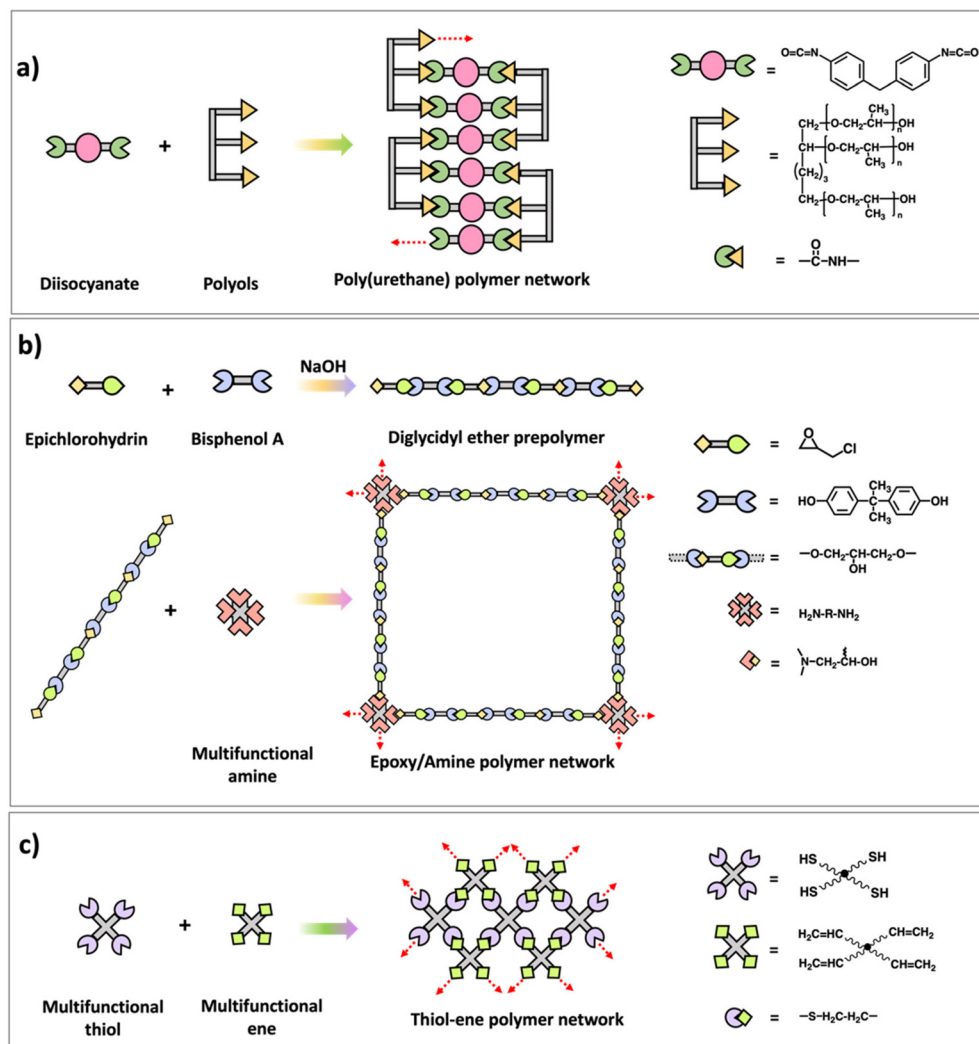 a)
Diisocyanate
+
Polyols
Poly(urethane) polymer network
=
O=C=N
N=C=O
=
CH₃
CH₂—{O-CH₂-CH}ₙ—OH
CH—{O-CH₂-CH}ₙ—OH
CH₃
(CH₂)₃
CH₂—{O-CH₂-CH}ₙ—OH
CH₃
=
O
—C—NH—
b)
Epichlorohydrin
+
Bisphenol A
NaOH
Diglycidyl ether prepolymer
+
Multifunctional
amine
Epoxy/Amine polymer network
=
O
Cl
=
HO
CH₃
C
CH₃
OH
=
—O-CH₂CH-CH₂-O—
OH
=
H₂N-R-NH₂
=
N—CH₂-CH-OH
c)
Multifunctional
thiol
+
Multifunctional
ene
Thiol-ene polymer network
=
HS SH
HS SH
=
H₂C=HC CH=CH₂
H₂C=HC CH=CH₂
=
—S-H₂C-H₂C—